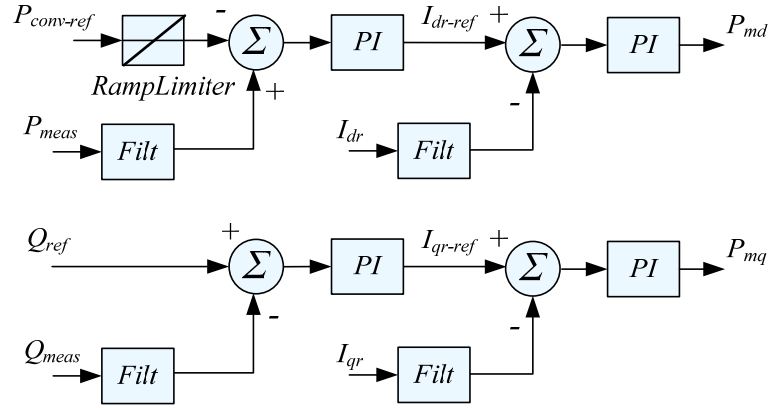 P_conv-ref - Σ PI I_dr-ref + Σ PI P_md
RampLimiter +
P_meas Filt I_dr Filt -
Q_ref + Σ PI I_qr-ref + Σ PI P_mq
- -
Q_meas Filt I_qr Filt